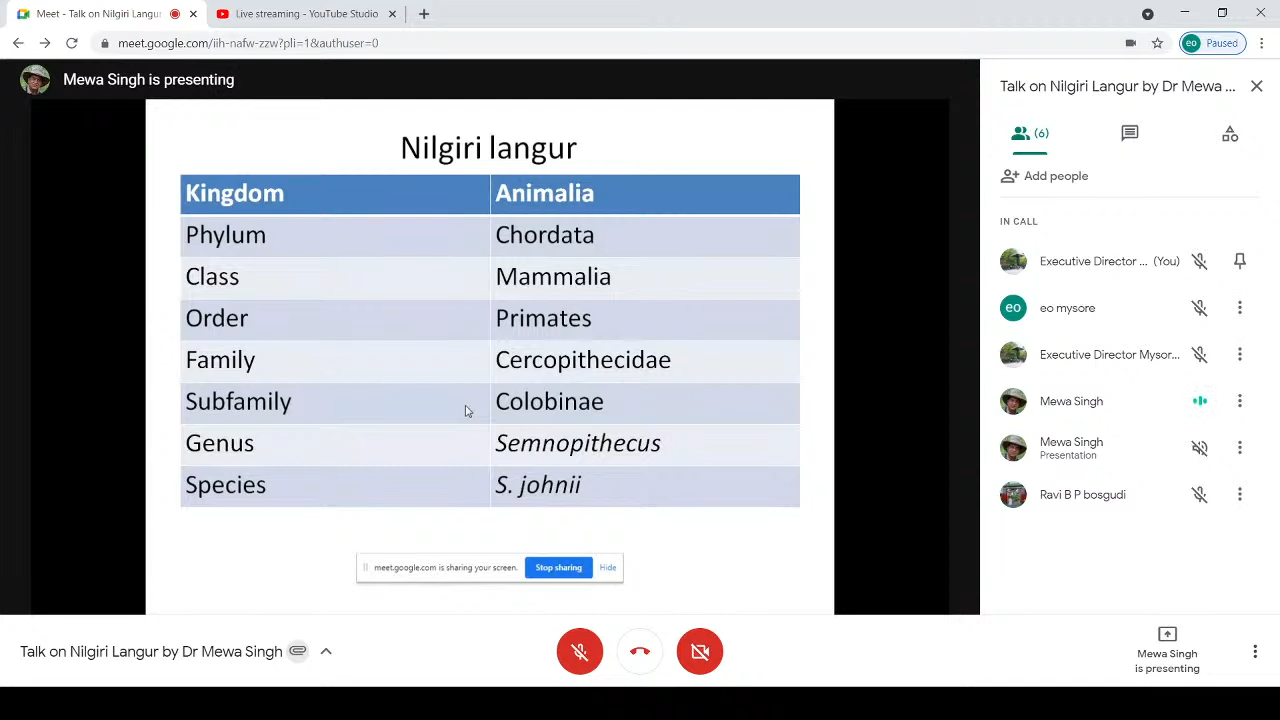 Meet - Talk on Nilgiri Langur
Live streaming - YouTube Studio
meet.google.com/iih-nafw-zzw?pli=1&authuser=0
eo Paused
Mewa Singh is presenting
Talk on Nilgiri Langur by Dr Mewa ...
(6)
Add people
IN CALL
Nilgiri langur
Kingdom Animalia
Phylum Chordata
Class Mammalia
Order Primates
Family Cercopithecidae
Subfamily Colobinae
Genus Semnopithecus
Species S. johnii
meet.google.com is sharing your screen. Stop sharing Hide
Executive Director ... (You)
eo eo mysore
Executive Director Mysor...
Mewa Singh
Mewa Singh
Presentation
Ravi B P bosgudi
Talk on Nilgiri Langur by Dr Mewa Singh
Mewa Singh
is presenting